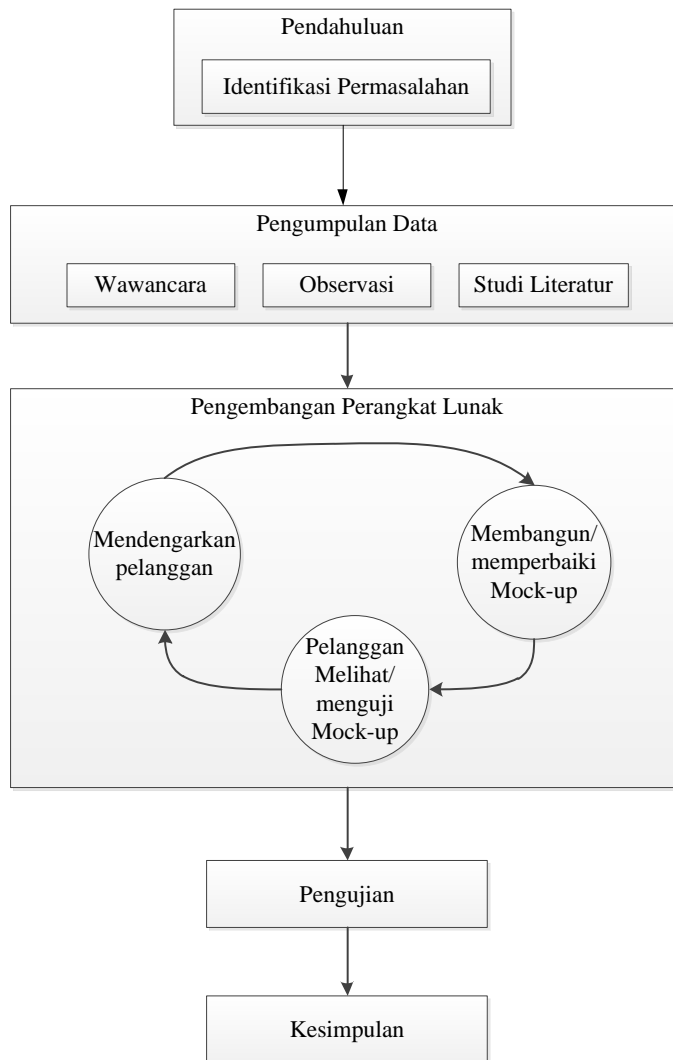 Pendahuluan
Identifikasi Permasalahan
Pengumpulan Data
Wawancara
Observasi
Studi Literatur
Pengembangan Perangkat Lunak
Mendengarkan
pelanggan
Membangun/
memperbaiki
Mock-up
Pelanggan
Melihat/
menguji
Mock-up
Pengujian
Kesimpulan